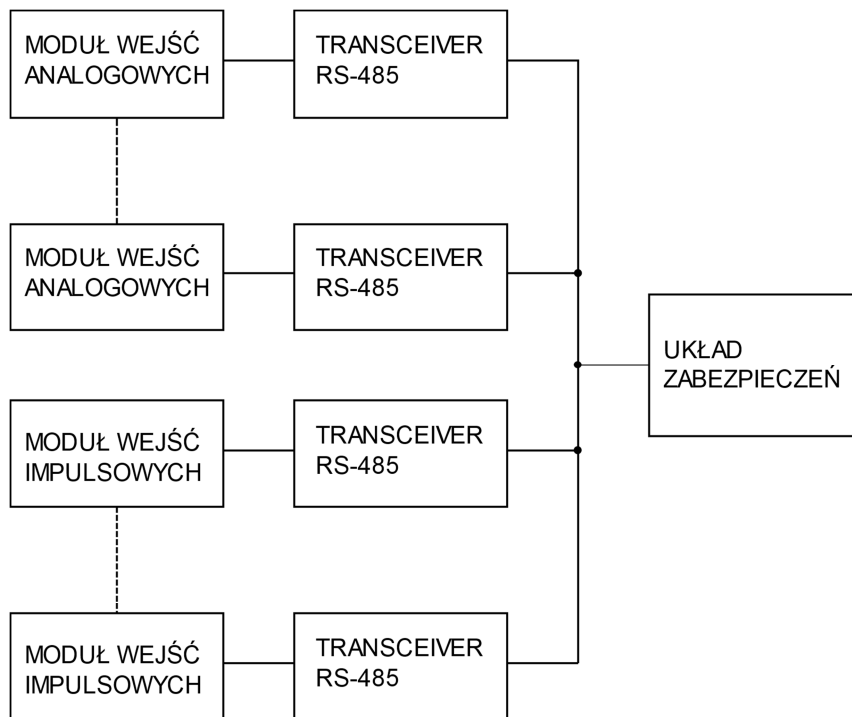 MODUŁ WEJŚĆ
ANALOGOWYCH
TRANSCEIVER
RS-485
MODUŁ WEJŚĆ
ANALOGOWYCH
TRANSCEIVER
RS-485
UKŁAD
ZABEZPIECZEŃ
MODUŁ WEJŚĆ
IMPULSOWYCH
TRANSCEIVER
RS-485
MODUŁ WEJŚĆ
IMPULSOWYCH
TRANSCEIVER
RS-485